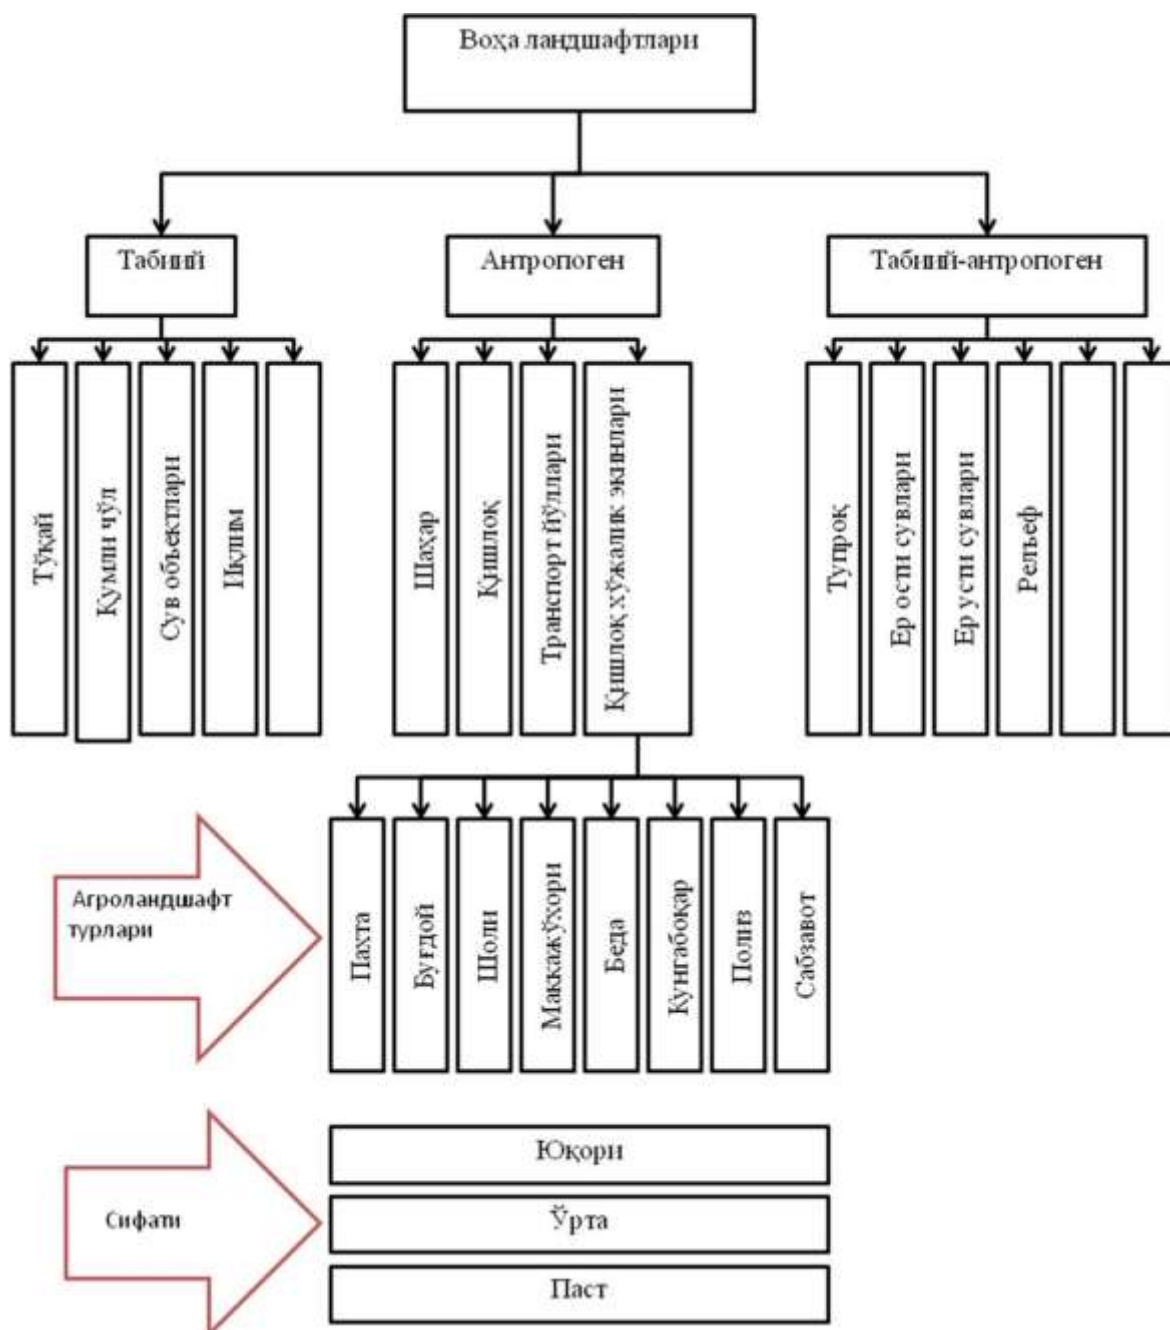 Воҳа ландшафтлари
Табиий
Антропоген
Табиий-антропоген
Тўқай
Қумли чўл
Сув объектлари
Иқлим
Шаҳар
Қишлоқ
Транспорт йўллари
Қишлоқ хўжалик экинлари
Тупроқ
Ер ости сувлари
Ер усти сувлари
Рельеф
Агроландшафт
турлари
Пахта
Буғдой
Шоли
Маккажўхори
Беда
Кунгабоқар
Полиз
Сабзавот
Сифати
Юқори
Ўрта
Паст